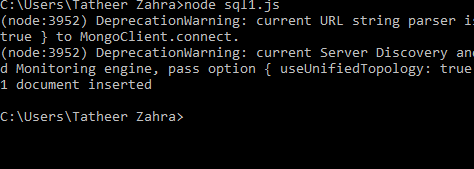 C:\Users\Tatheer Zahra>node sql1.js
(node:3952) DeprecationWarning: current URL string parser is
true } to MongoClient.connect.
(node:3952) DeprecationWarning: current Server Discovery and
d Monitoring engine, pass option { useUnifiedTopology: true
1 document inserted
C:\Users\Tatheer Zahra>